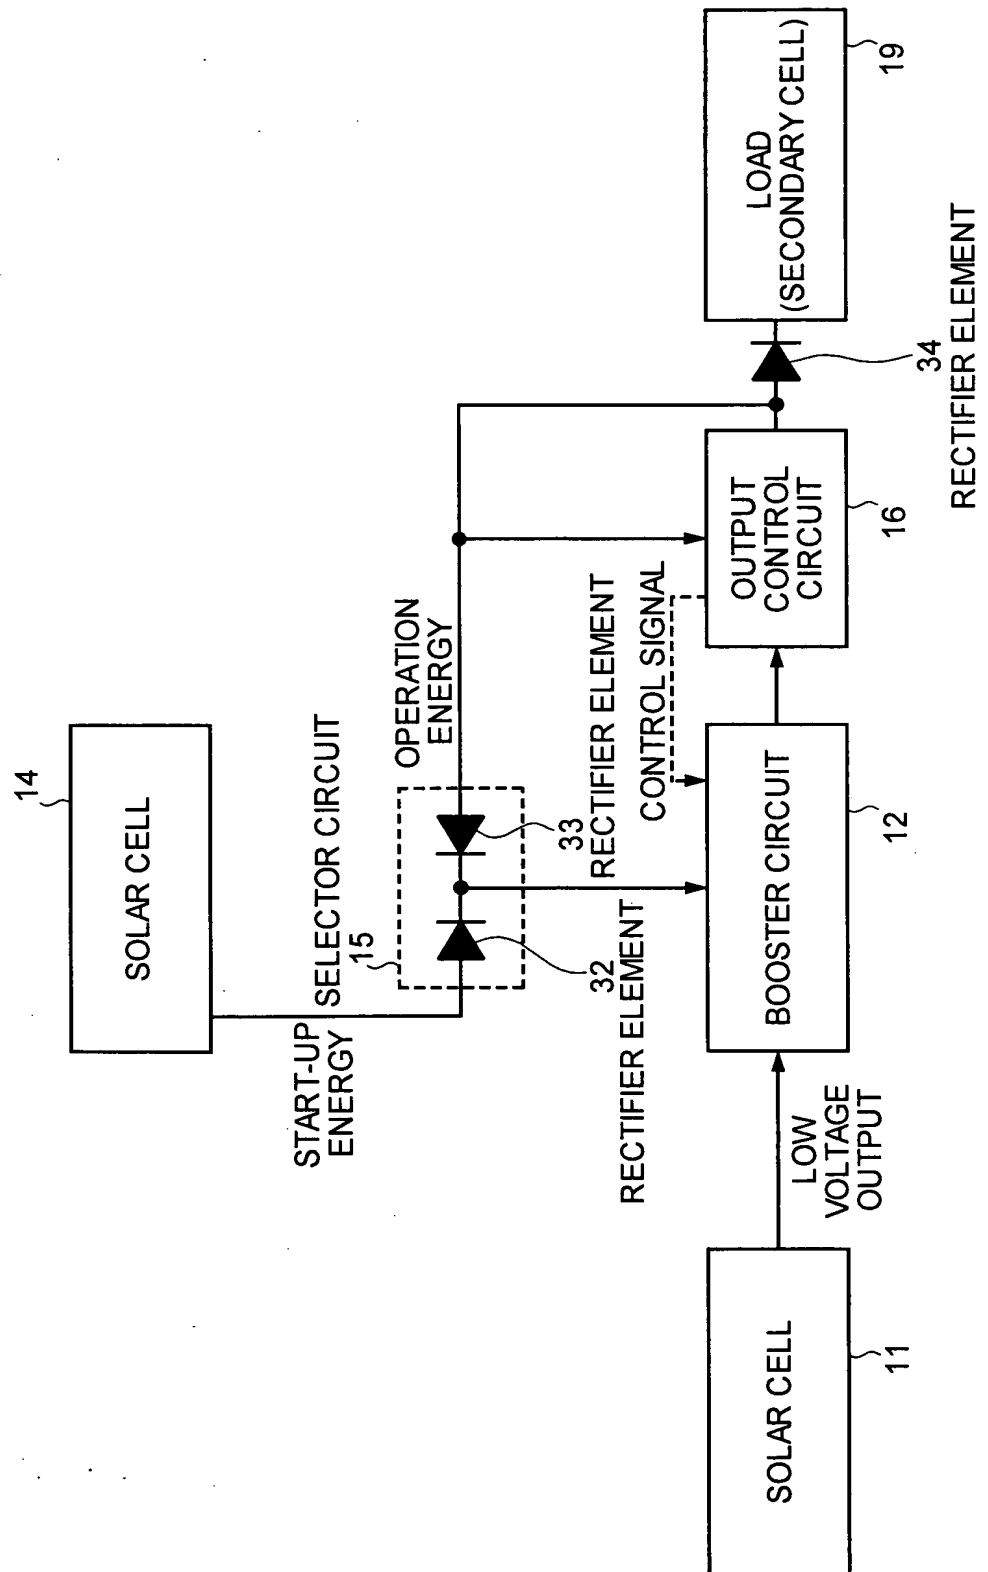 14
SOLAR CELL
START-UP
ENERGY
SELECTOR CIRCUIT
15
OPERATION
ENERGY
32
RECTIFIER ELEMENT
33
RECTIFIER ELEMENT
CONTROL SIGNAL
SOLAR CELL
11
LOW
VOLTAGE
OUTPUT
BOOSTER CIRCUIT
12
OUTPUT
CONTROL
CIRCUIT
16
34
RECTIFIER ELEMENT
LOAD
(SECONDARY CELL)
19